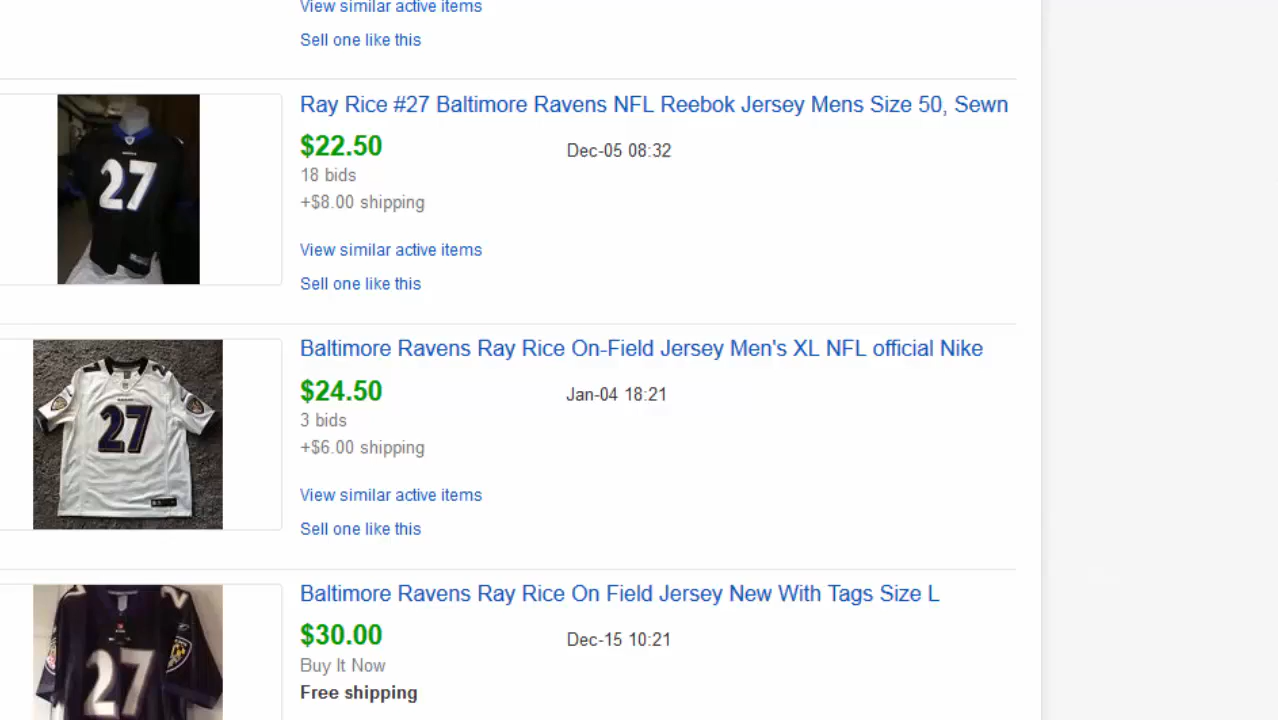 View similar active items
Sell one like this
Ray Rice #27 Baltimore Ravens NFL Reebok Jersey Mens Size 50, Sewn
$22.50
Dec-05 08:32
18 bids
+$8.00 shipping
View similar active items
Sell one like this
27
Baltimore Ravens Ray Rice On-Field Jersey Men's XL NFL official Nike
$24.50
Jan-04 18:21
3 bids
+$6.00 shipping
View similar active items
Sell one like this
27
Baltimore Ravens Ray Rice On Field Jersey New With Tags Size L
$30.00
Dec-15 10:21
Buy It Now
Free shipping
27